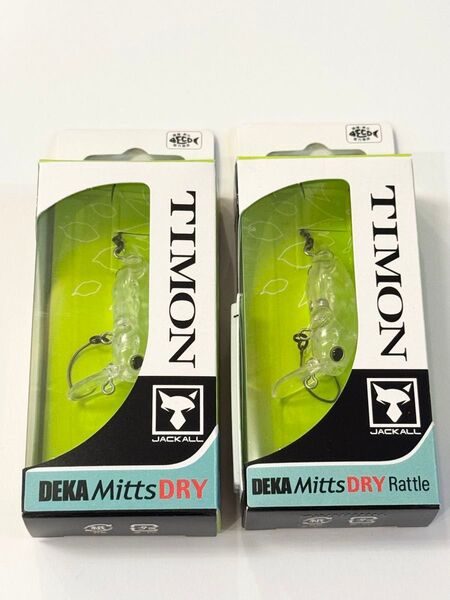 TIMON
JACKALL
DEKA Mitts DRY
TIMON
JACKALL
DEKA Mitts DRY Rattle